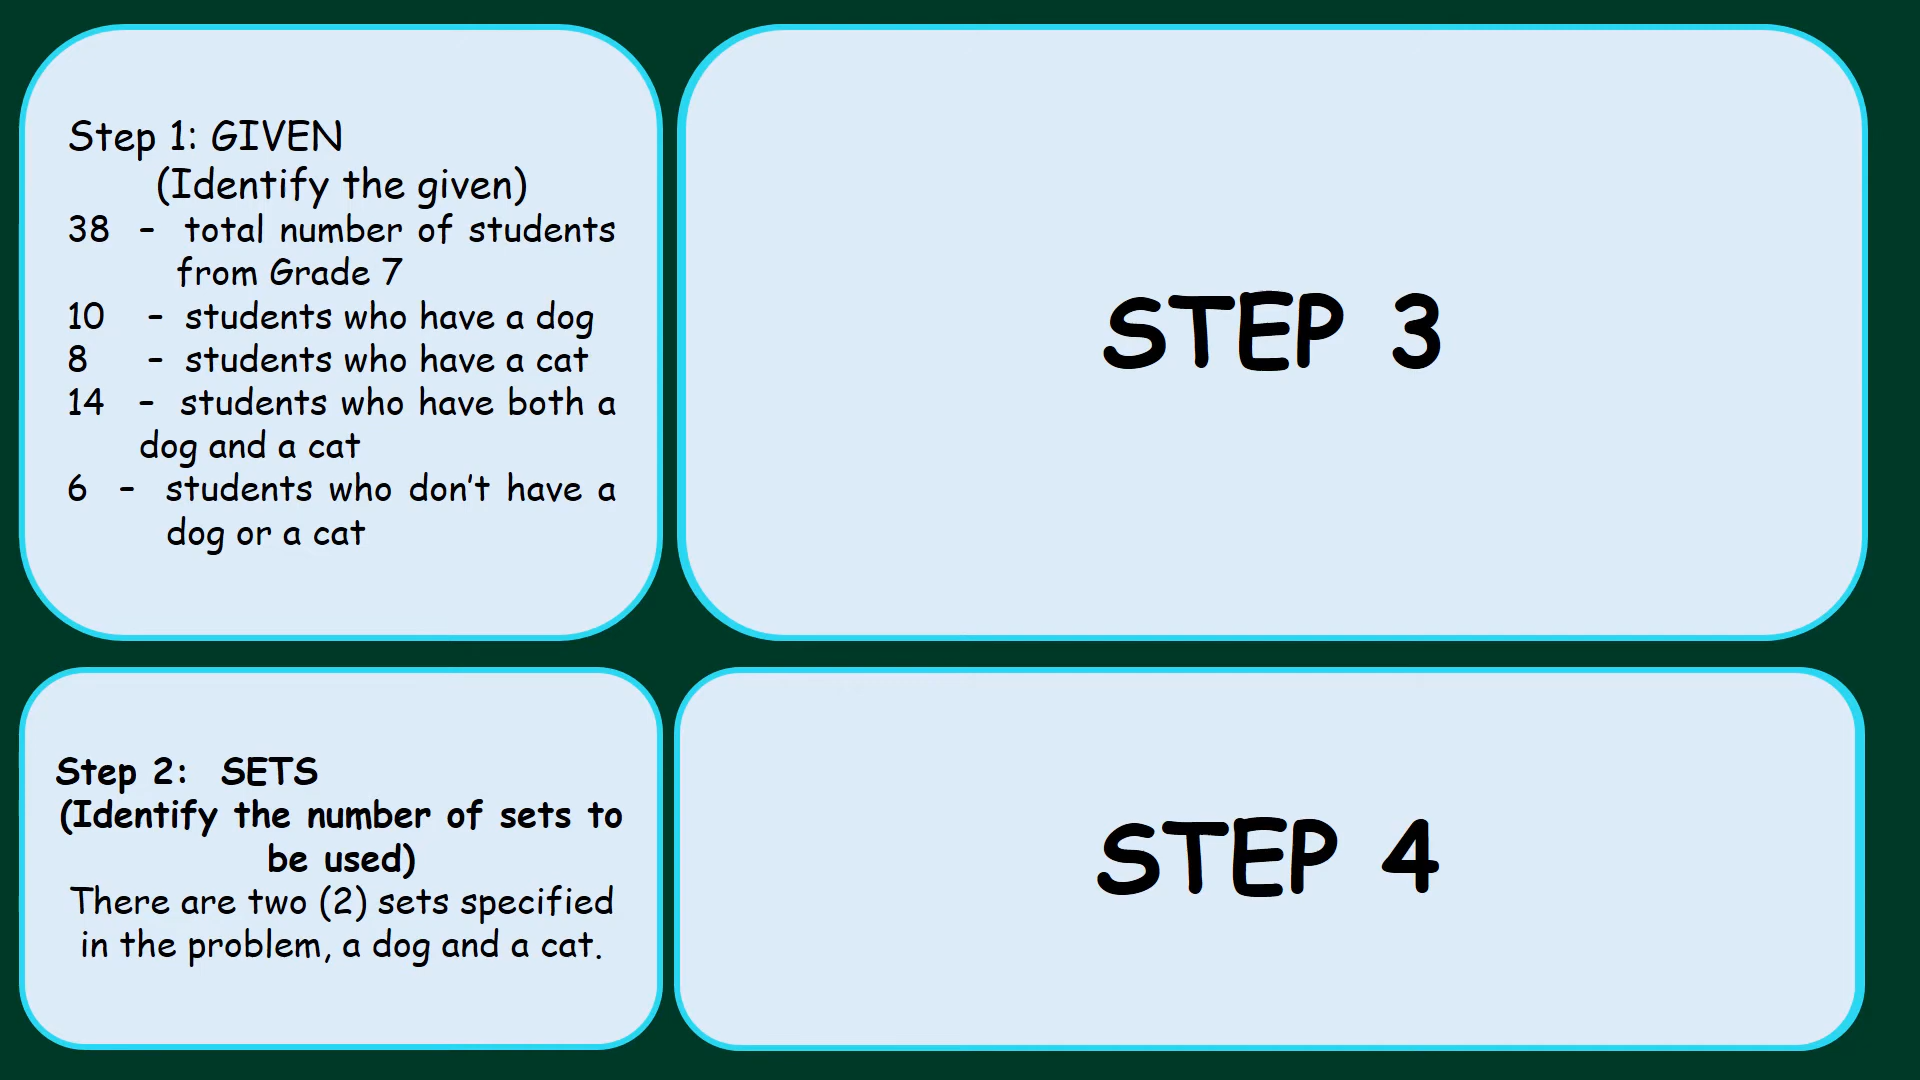 Step 1: GIVEN
(Identify the given)
38 – total number of students
from Grade 7
10 – students who have a dog
8 – students who have a cat
14 – students who have both a
dog and a cat
6 – students who don’t have a
dog or a cat
STEP 3
Step 2: SETS
(Identify the number of sets to
be used)
There are two (2) sets specified
in the problem, a dog and a cat.
STEP 4